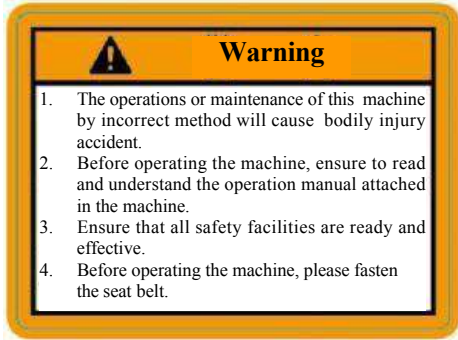 Warning
1. The operations or maintenance of this machine
by incorrect method will cause bodily injury
accident.
2. Before operating the machine, ensure to read
and understand the operation manual attached
in the machine.
3. Ensure that all safety facilities are ready and
effective.
4. Before operating the machine, please fasten
the seat belt.